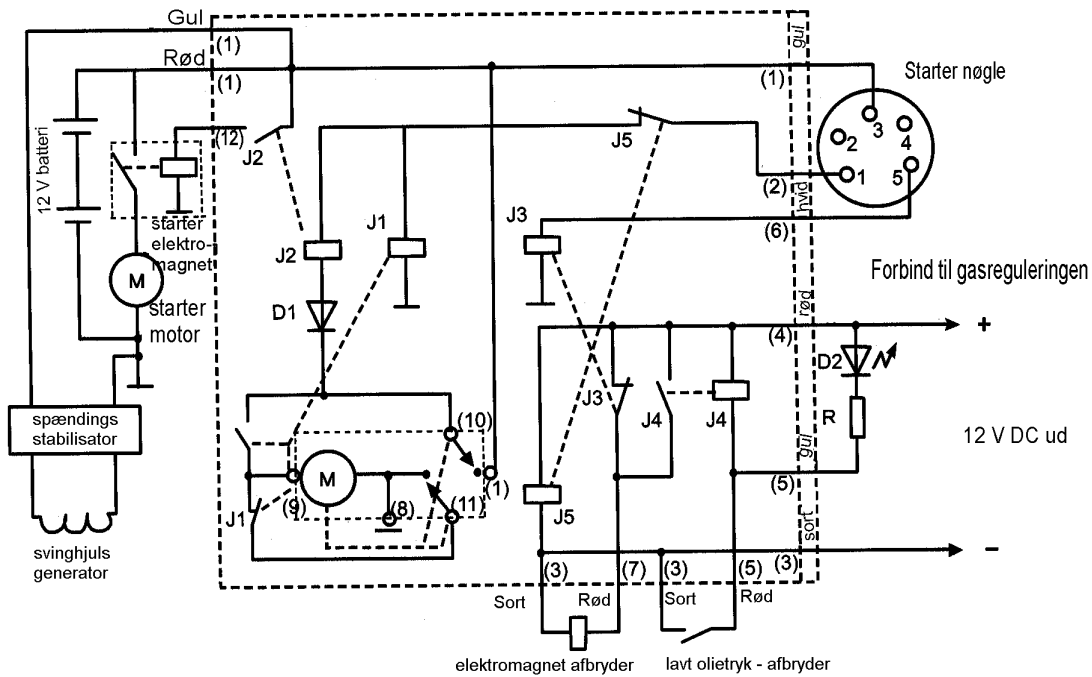 Gul
(1)
gul
Rød
(1)
(1)
Starter nøgle
3
2
4
(12)
J2
J5
12 V batteri
1
5
(2)
hvid
starter
elektro-
magnet
J1
J3
(6)
J2
M
Forbind til gasreguleringen
starter
motor
D1
rød
(4)
+
D2
spændings
stabilisator
J3
J4
J4
R
(10)
gul
12 V DC ud
M
(1)
(5)
(9)
(8)
(11)
J1
J5
sort
svinghjuls
generator
(3)
(7)
(3)
(5)
(3)
−
Sort
Rød
Sort
Rød
elektromagnet afbryder
lavt olietryk - afbryder